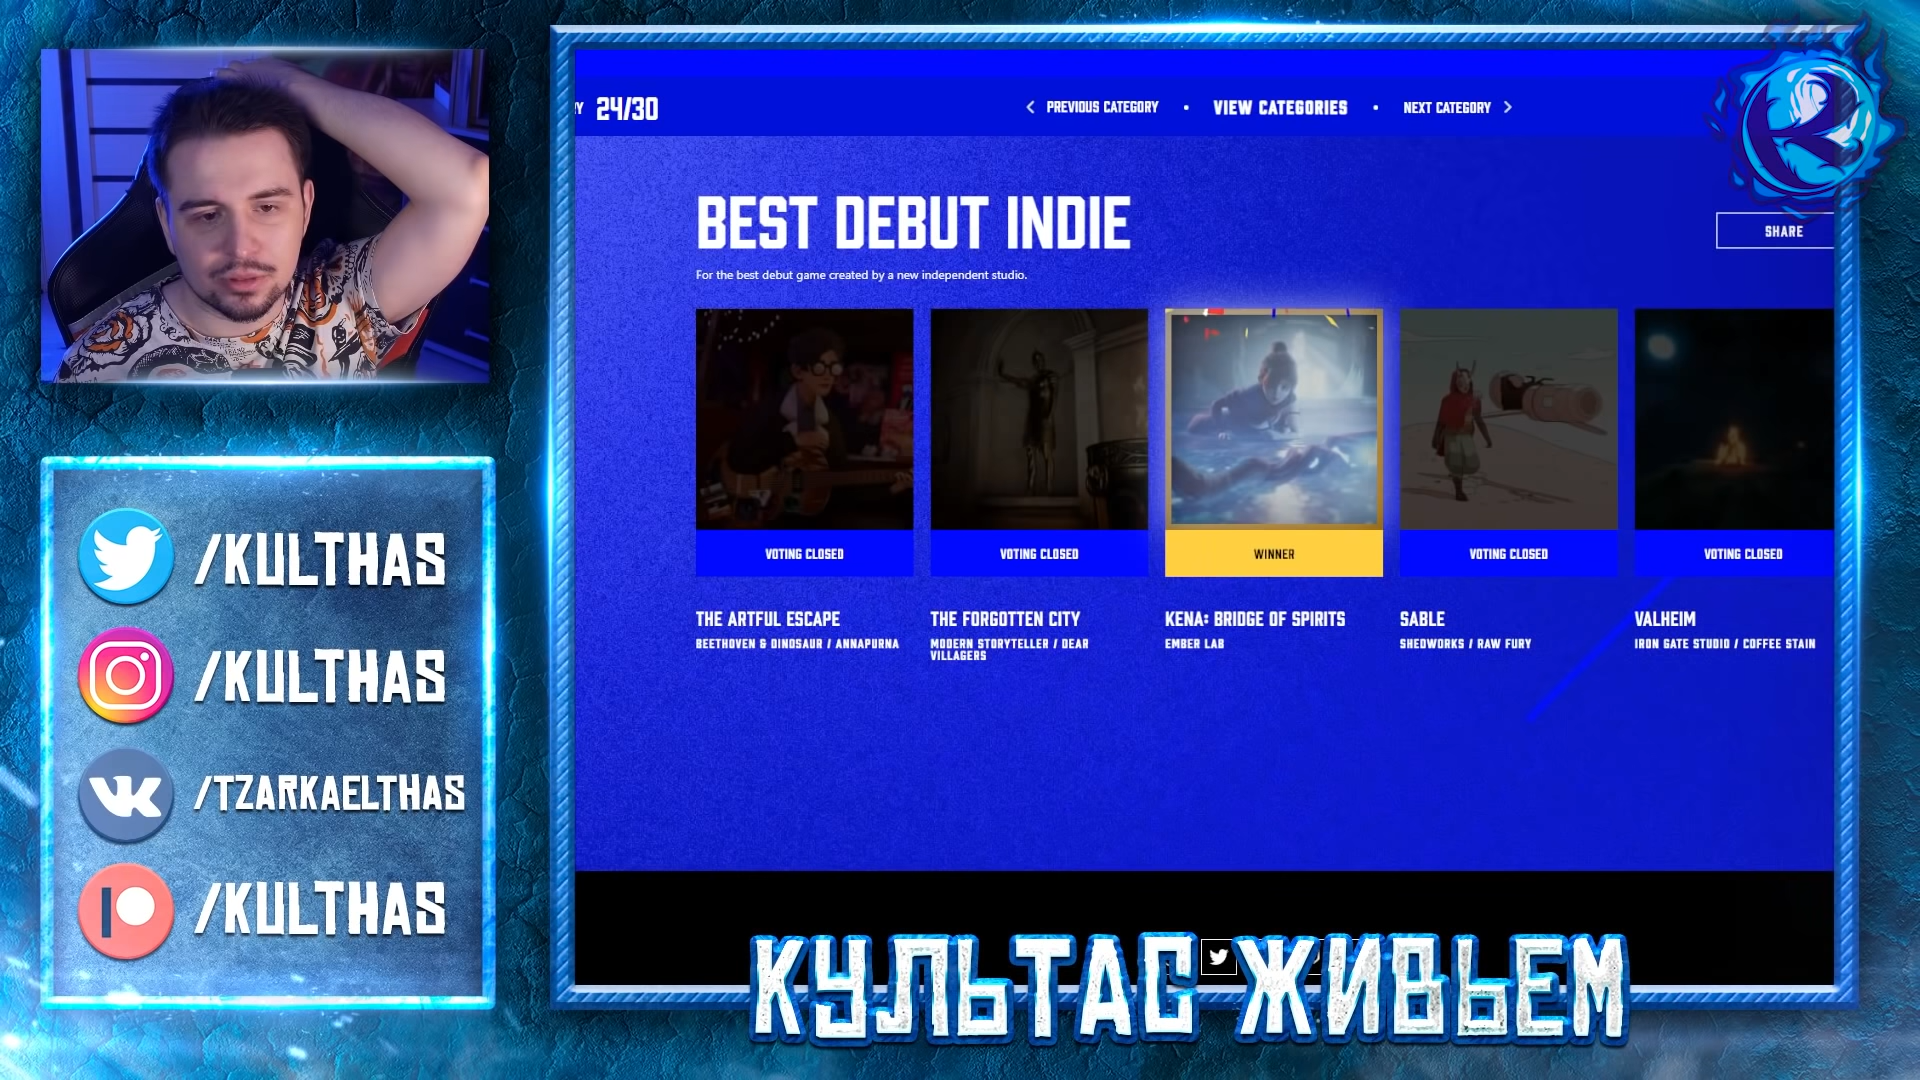 /KULTHAS
/KULTHAS
/TZARKAELTHAS
/KULTHAS
24/30
PREVIOUS CATEGORY
VIEW CATEGORIES
NEXT CATEGORY
BEST DEBUT INDIE
SHARE
For the best debut game created by a new independent studio.
VOTING CLOSED
VOTING CLOSED
WINNER
VOTING CLOSED
VOTING CLOSED
THE ARTFUL ESCAPE
BEETHOVEN & DINOSAUR / ANNAPURNA
THE FORGOTTEN CITY
MODERN STORYTELLER / DEAR
VILLAGERS
KENA: BRIDGE OF SPIRITS
EMBER LAB
SABLE
SHEDWORKS / RAW FURY
VALHEIM
IRON GATE STUDIO / COFFEE STAIN
КУЛЬТАС ЖИВЬЕМ